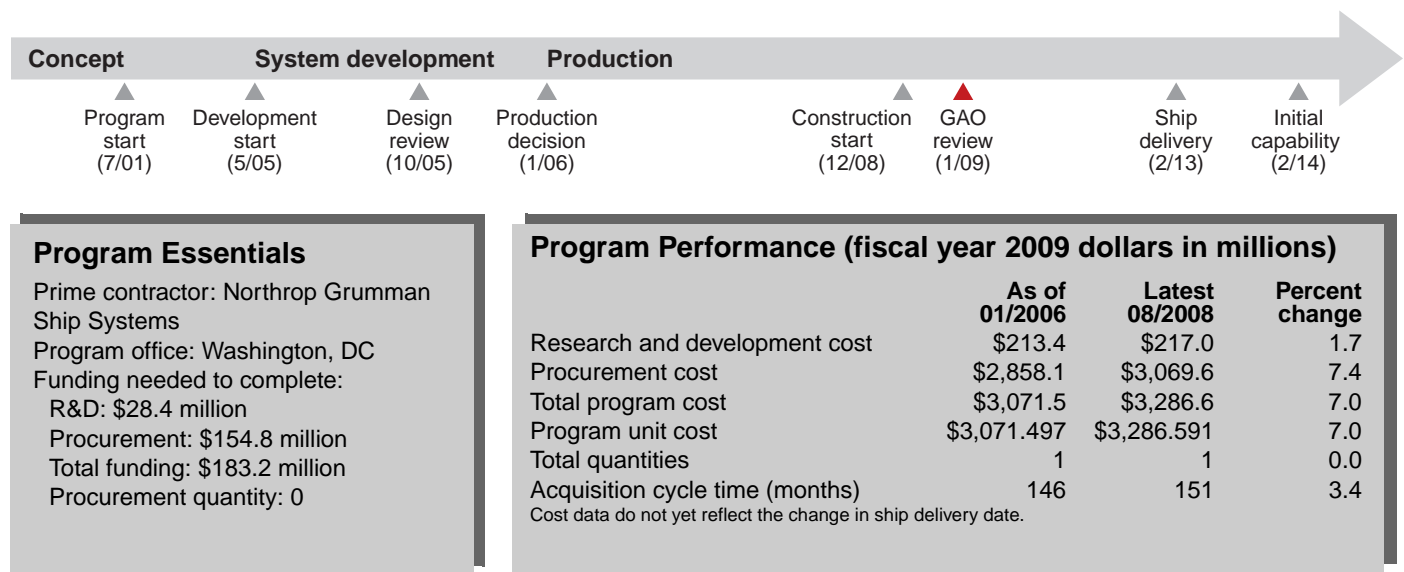 Concept System development Production
Program Development Design Production Construction GAO Ship Initial
start start review decision start review delivery capability
(7/01) (5/05) (10/05) (1/06) (12/08) (1/09) (2/13) (2/14)
Program Essentials
Prime contractor: Northrop Grumman
Ship Systems
Program office: Washington, DC
Funding needed to complete:
R&D: $28.4 million
Procurement: $154.8 million
Total funding: $183.2 million
Procurement quantity: 0
Program Performance (fiscal year 2009 dollars in millions)
As of Latest Percent
01/2006 08/2008 change
Research and development cost $213.4 $217.0 1.7
Procurement cost $2,858.1 $3,069.6 7.4
Total program cost $3,071.5 $3,286.6 7.0
Program unit cost $3,071.497 $3,286.591 7.0
Total quantities 1 1 0.0
Acquisition cycle time (months) 146 151 3.4
Cost data do not yet reflect the change in ship delivery date.